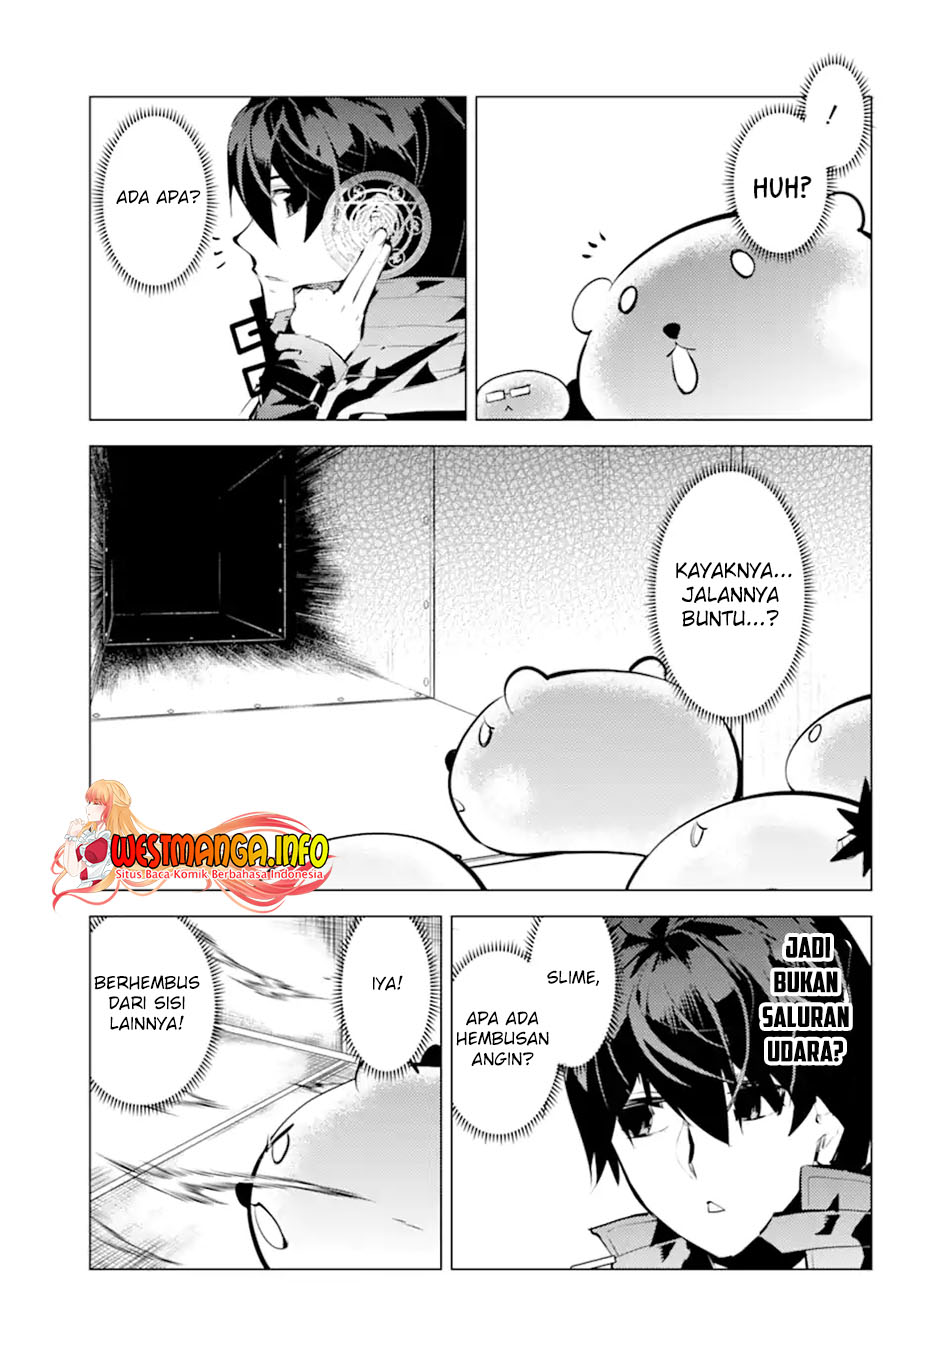 !
HUH?
ADA APA?
KAYAKNYA...
JALANNYA
BUNTU...?
WESTMANGA.INFO
SITUS BACA KOMIK BERBAHASA INDONESIA
JADI
BUKAN
SALURAN
UDARA?
SLIME,
APA ADA
HEMBUSAN
ANGIN?
IYA!
BERHEMBUS
DARI SISI
LAINNYA!